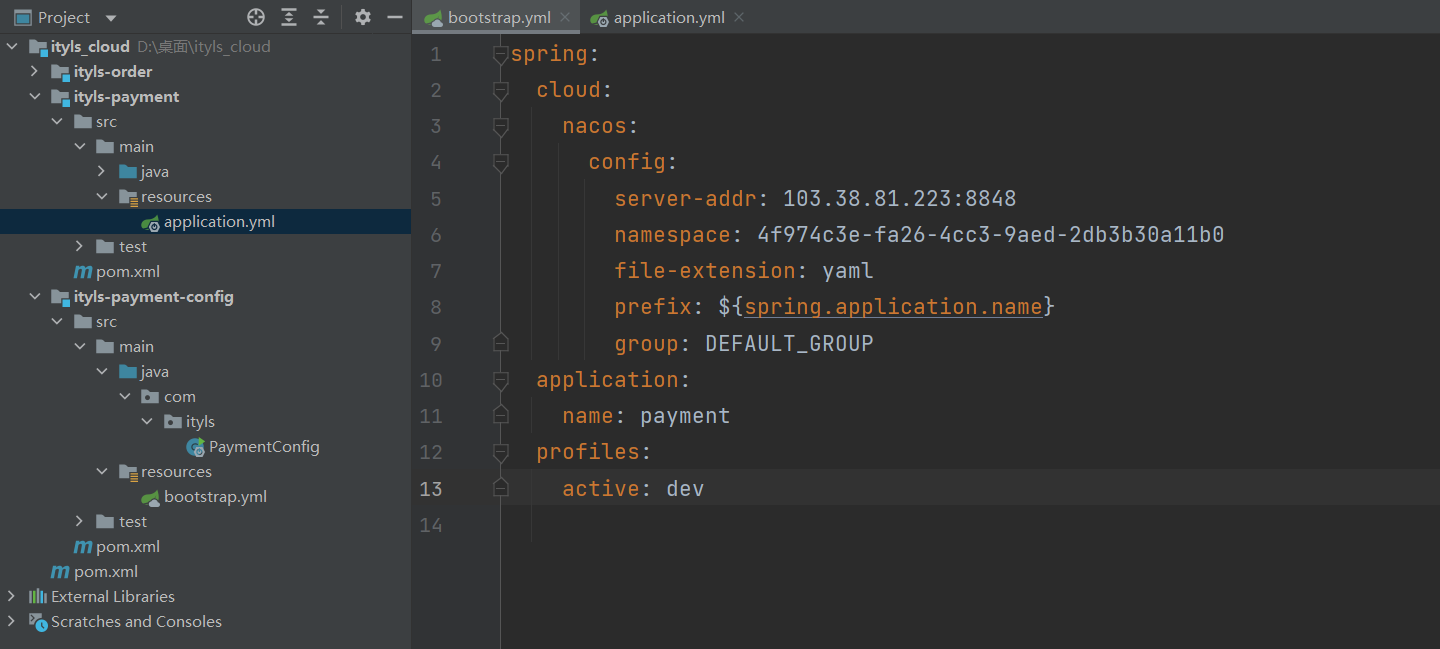 Project
ityls_cloud D:\桌面\ityls_cloud
ityls-order
ityls-payment
src
main
java
resources
application.yml
test
pom.xml
ityls-payment-config
src
main
java
com
ityls
PaymentConfig
resources
bootstrap.yml
test
pom.xml
pom.xml
External Libraries
Scratches and Consoles
bootstrap.yml application.yml
1 spring:
2 cloud:
3 nacos:
4 config:
5 server-addr: 103.38.81.223:8848
6 namespace: 4f974c3e-fa26-4cc3-9aed-2db3b30a11b0
7 file-extension: yaml
8 prefix: ${spring.application.name}
9 group: DEFAULT_GROUP
10 application:
11 name: payment
12 profiles:
13 active: dev
14